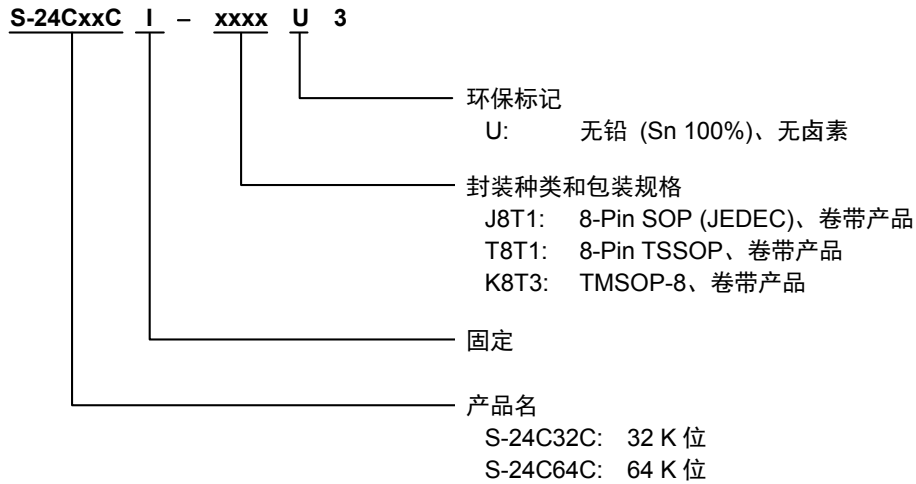 S-24CxxC I – xxxx U 3
环保标记
U: 无铅 (Sn 100%)、无卤素
封装种类和包装规格
J8T1: 8-Pin SOP (JEDEC)、卷带产品
T8T1: 8-Pin TSSOP、卷带产品
K8T3: TMSOP-8、卷带产品
固定
产品名
S-24C32C: 32 K 位
S-24C64C: 64 K 位